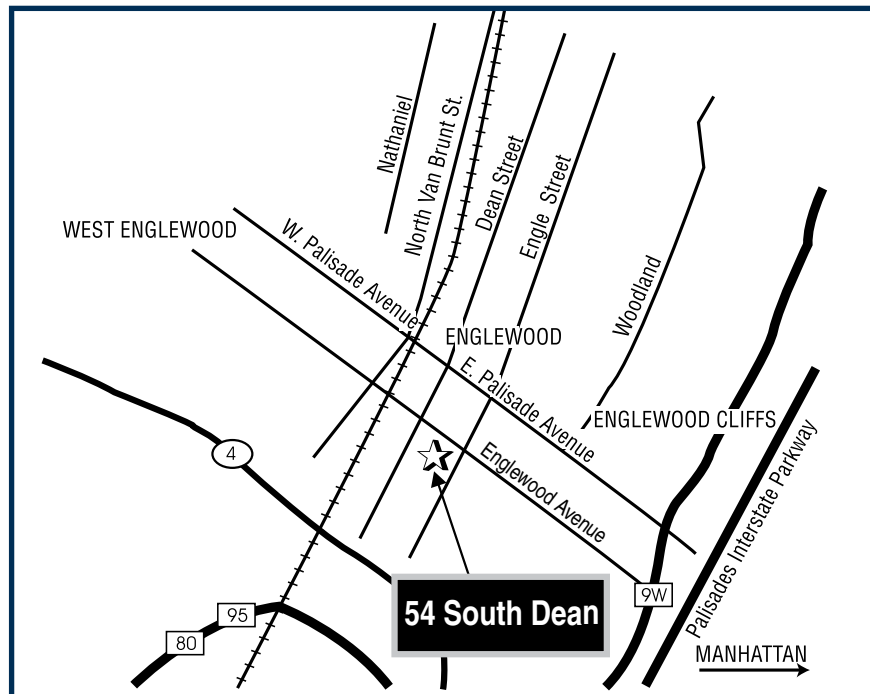 Nathaniel
North Van Brunt St.
Dean Street
Engle Street
WEST ENGLEWOOD
W. Palisade Avenue
Woodland
ENGLEWOOD
E. Palisade Avenue
ENGLEWOOD CLIFFS
4
Englewood Avenue
Palisades Interstate Parkway
54 South Dean
9W
95
80
MANHATTAN